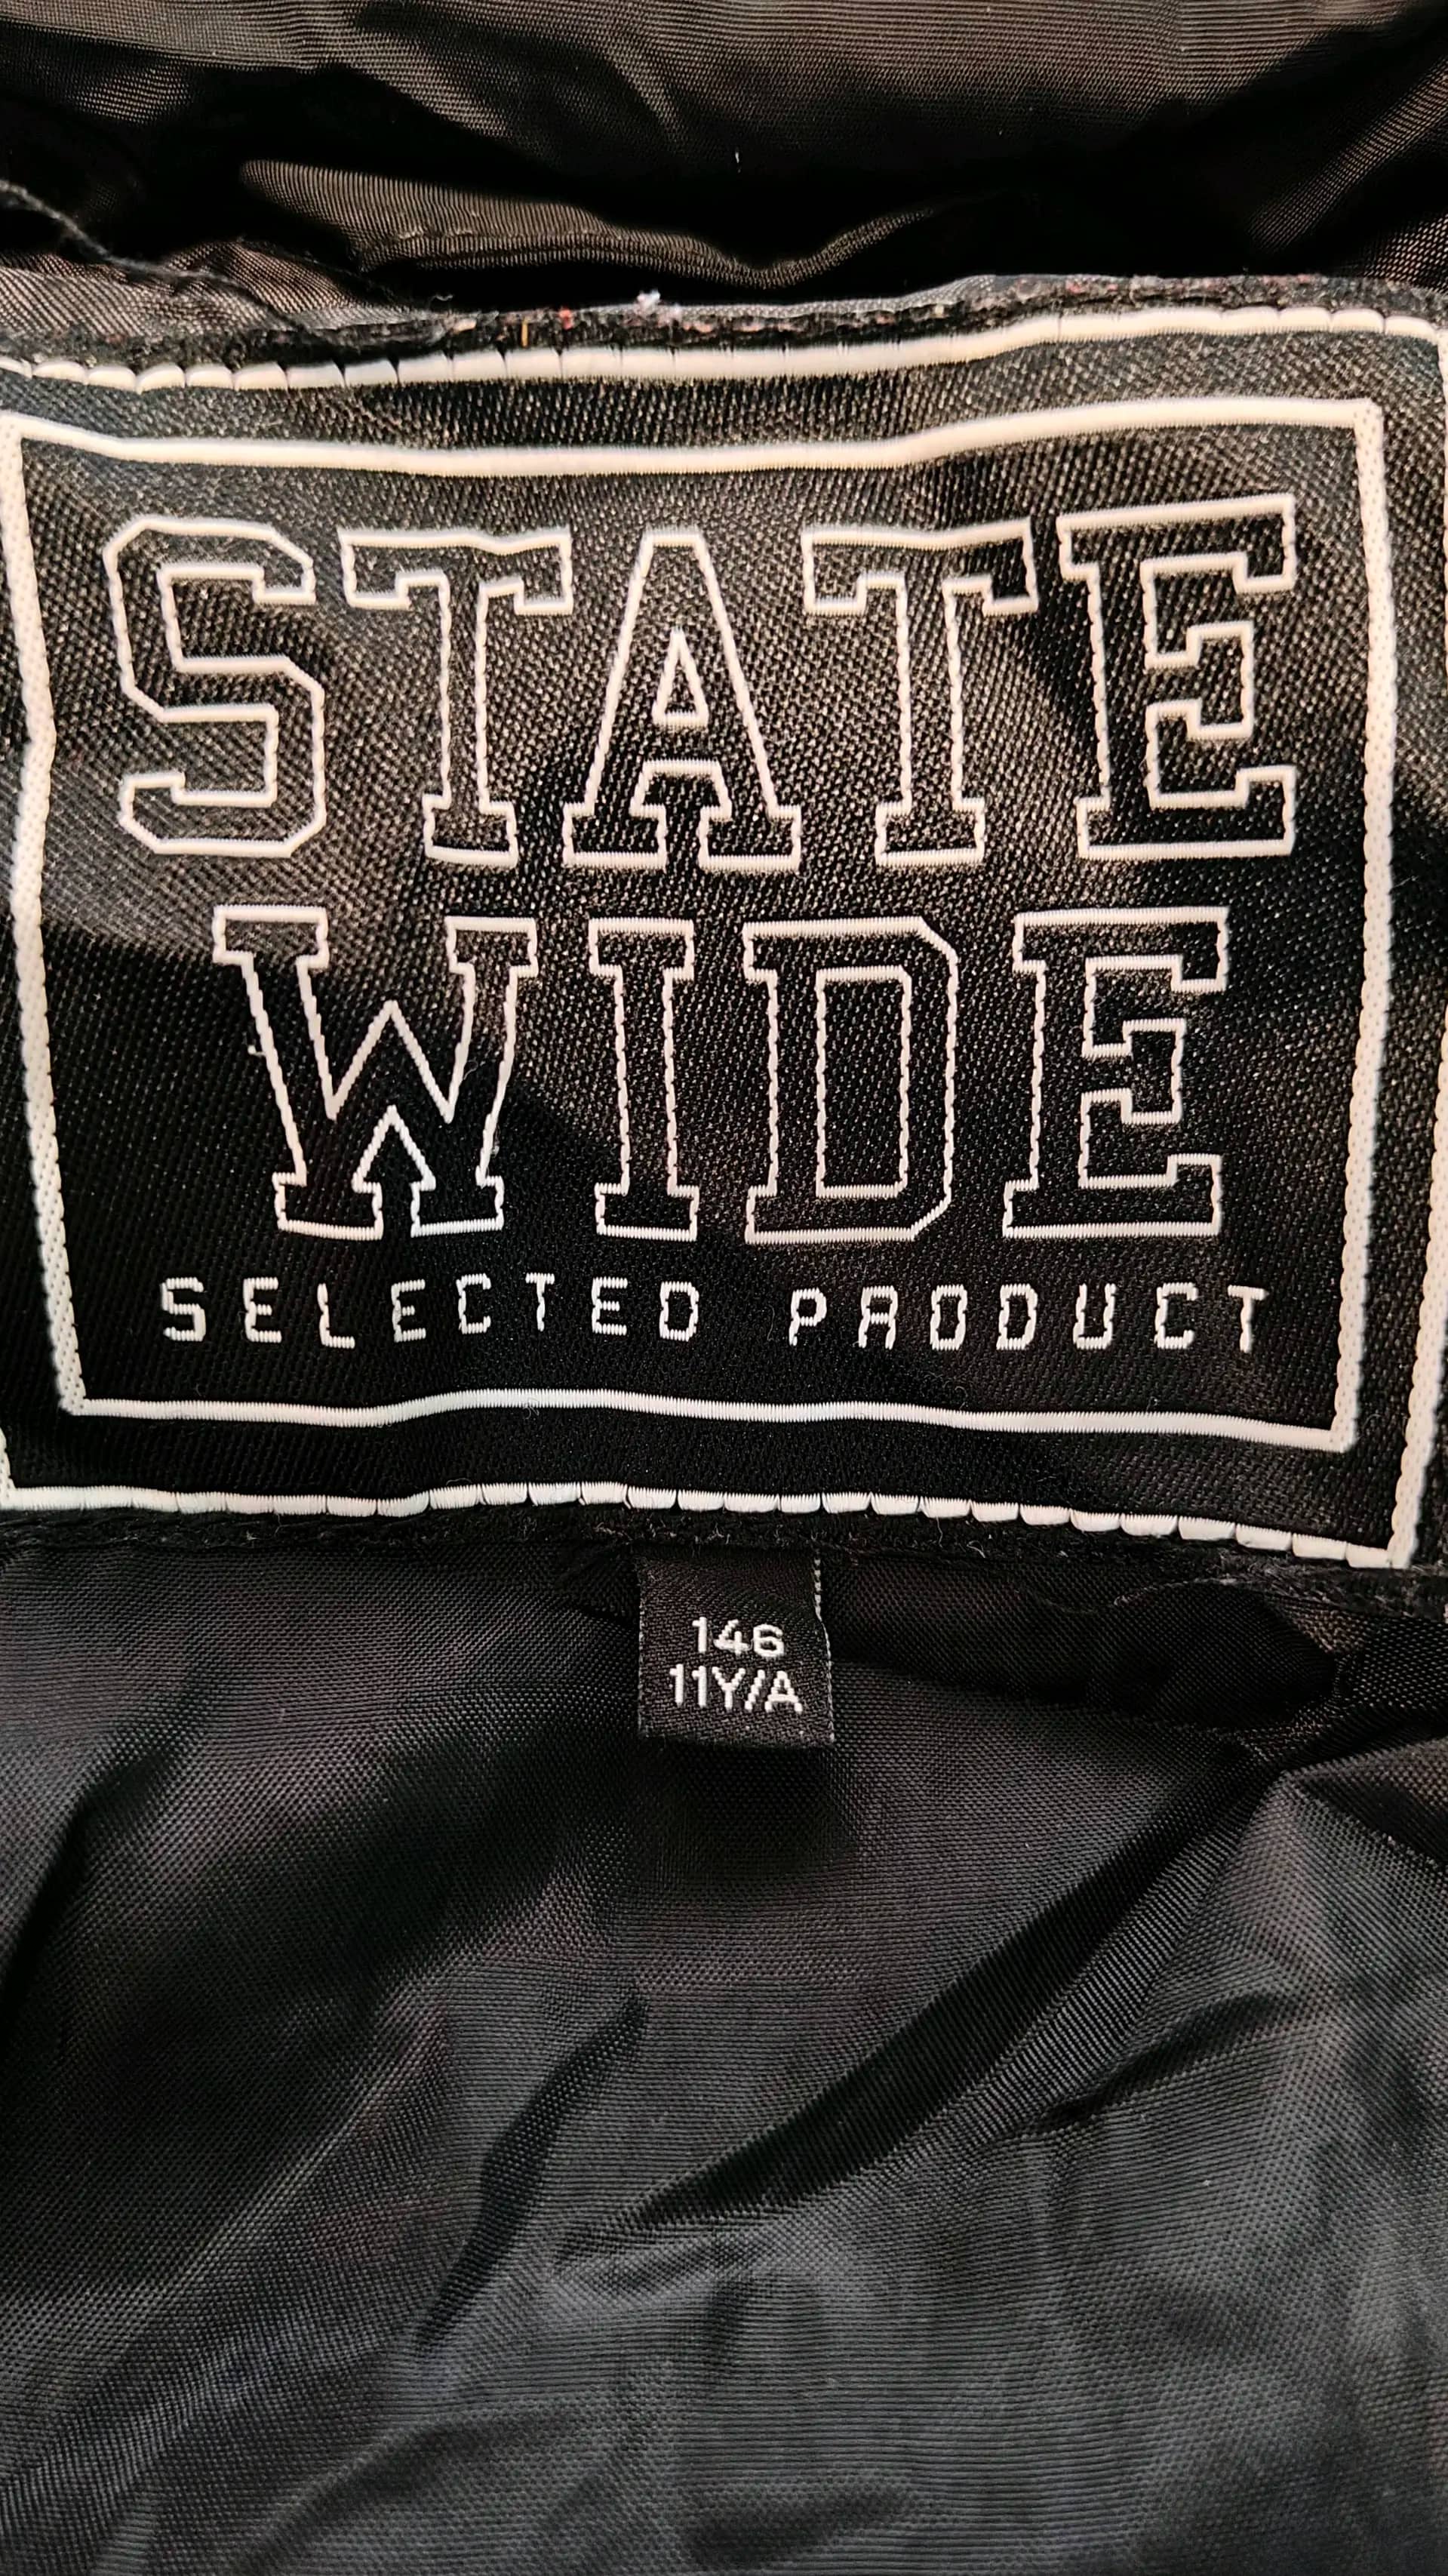 STATE
WIDE
SELECTED PRODUCT
146
11Y/A